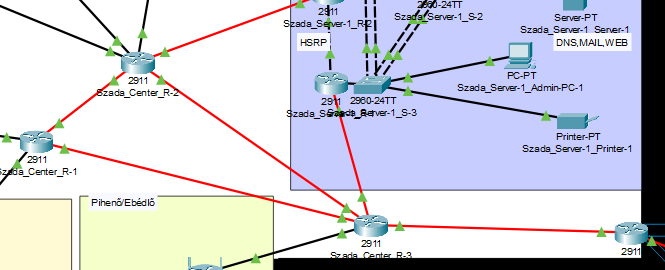 2911
Szada_Server-1_R-2
2960-24TT
Szada_Server-1_S-2
Server-PT
Szada_Server-1_Server-1
DNS,MAIL,WEB
HSRP
2911
Szada_Center_R-2
PC-PT
Szada_Server-1_Admin-PC-1
2911
2960-24TT
Szada_Server-1_S-3
Printer-PT
Szada_Server-1_Printer-1
2911
Szada_Center_R-1
Pihenő/Ebédlő
2911
Szada_Center_R-3
2911